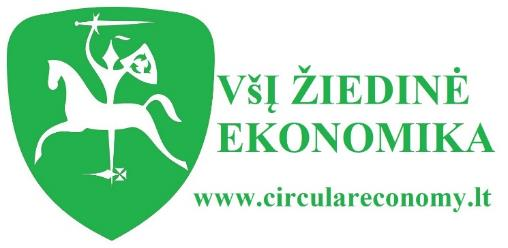 VšĮ ŽIEDINĖ
EKONOMIKA
www.circulareconomy.lt